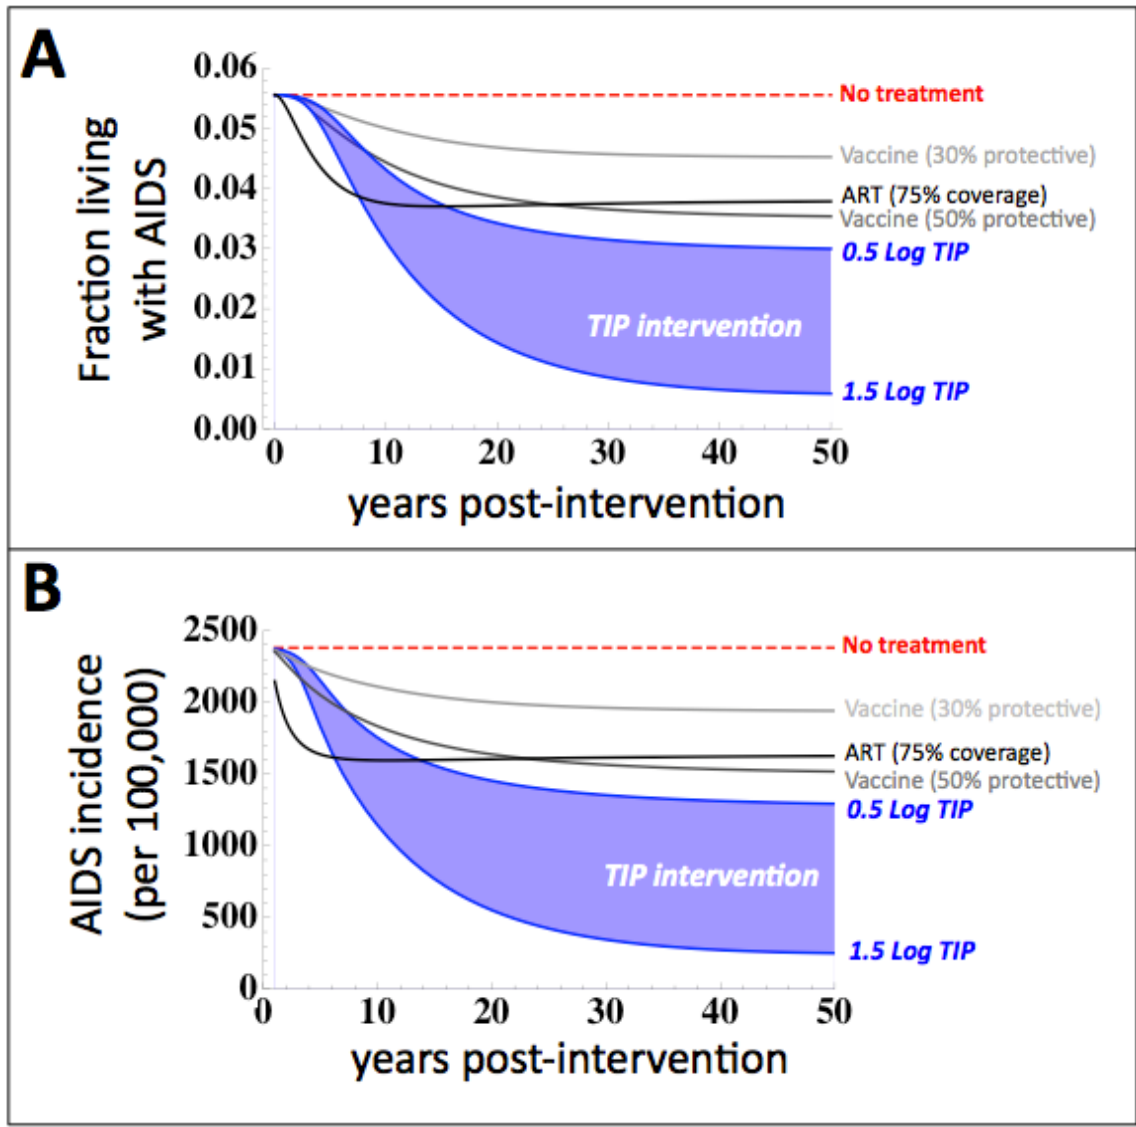 A
0.06
0.05
0.04
0.03
0.02
0.01
0.00
Fraction living
with AIDS
No treatment
Vaccine (30% protective)
ART (75% coverage)
Vaccine (50% protective)
0.5 Log TIP
TIP intervention
1.5 Log TIP
0 10 20 30 40 50
years post-intervention
B
2500
2000
1500
1000
500
0
AIDS incidence
(per 100,000)
No treatment
Vaccine (30% protective)
ART (75% coverage)
Vaccine (50% protective)
0.5 Log TIP
TIP intervention
1.5 Log TIP
0 10 20 30 40 50
years post-intervention